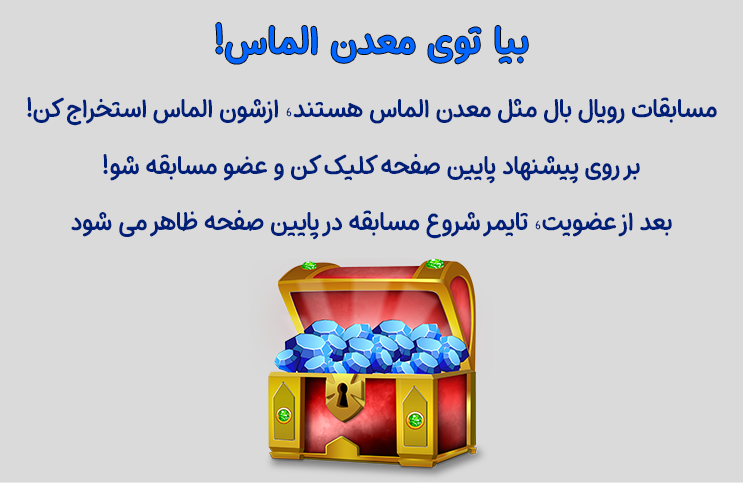 بیا توی معدن الماس!
مسابقات رویال بال مثل معدن الماس هستند، ازشون الماس استخراج کن!
بر روی پیشنهاد پایین صفحه کلیک کن و عضو مسابقه شو!
بعد از عضویت، تایمر شروع مسابقه در پایین صفحه ظاهر می شود